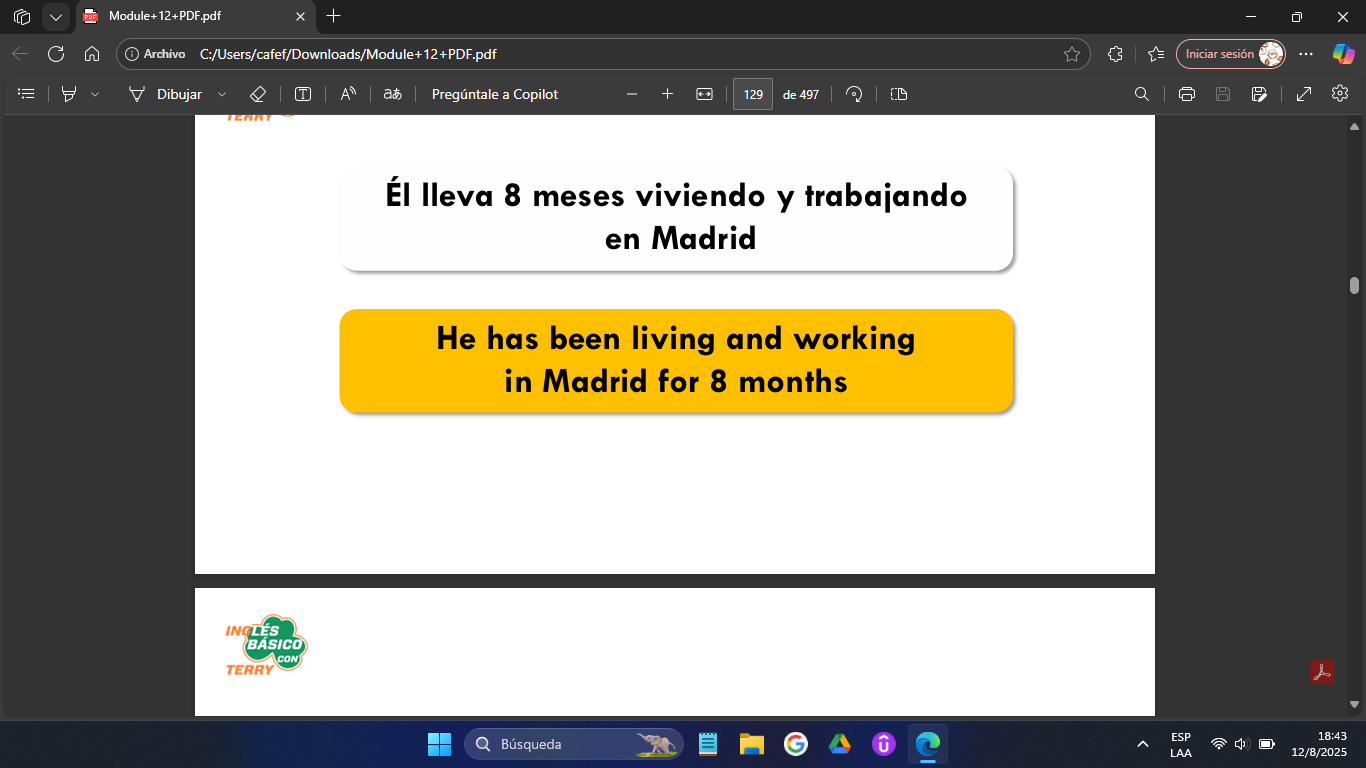 Module+12+PDF.pdf
Archivo C:/Users/cafef/Downloads/Module+12+PDF.pdf Iniciar sesión
Dibujar Pregúntale a Copilot 129 de 497
TERRY
Él lleva 8 meses viviendo y trabajando
en Madrid
He has been living and working
in Madrid for 8 months
INGLÉS
BÁSICO
CON
TERRY
Búsqueda
ESP
LAA
18:43
12/8/2025